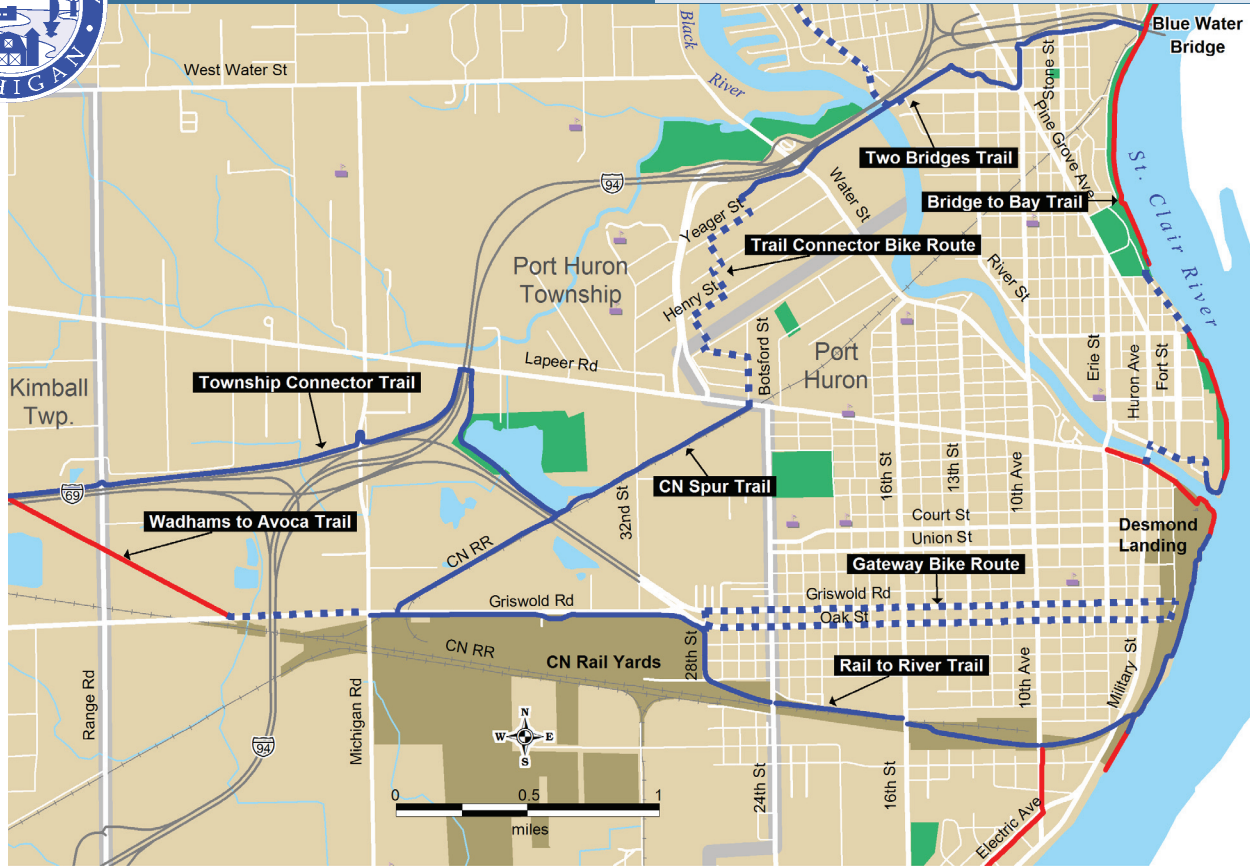 HIGAN
Blue Water
Bridge
Black
River
West Water St
Stone St
Pine Grove Ave
Two Bridges Trail
94
St. Clair River
Bridge to Bay Trail
Water St
Yeager St
Trail Connector Bike Route
Port Huron
Township
River St
Henry St
Botsford St
Port
Huron
Erie St
Huron Ave
Fort St
Lapeer Rd
Kimball
Twp.
Township Connector Trail
16th St
13th St
10th Ave
CN Spur Trail
69
32nd St
Wadhams to Avoca Trail
Court St
Union St
Desmond
Landing
CN RR
Gateway Bike Route
Griswold Rd
Griswold Rd
Oak St
CN RR
CN Rail Yards
28th St
Rail to River Trail
10th Ave
Military St
Range Rd
Michigan Rd
94
N
W E
S
24th St
16th St
0 0.5 1
miles
Electric Ave